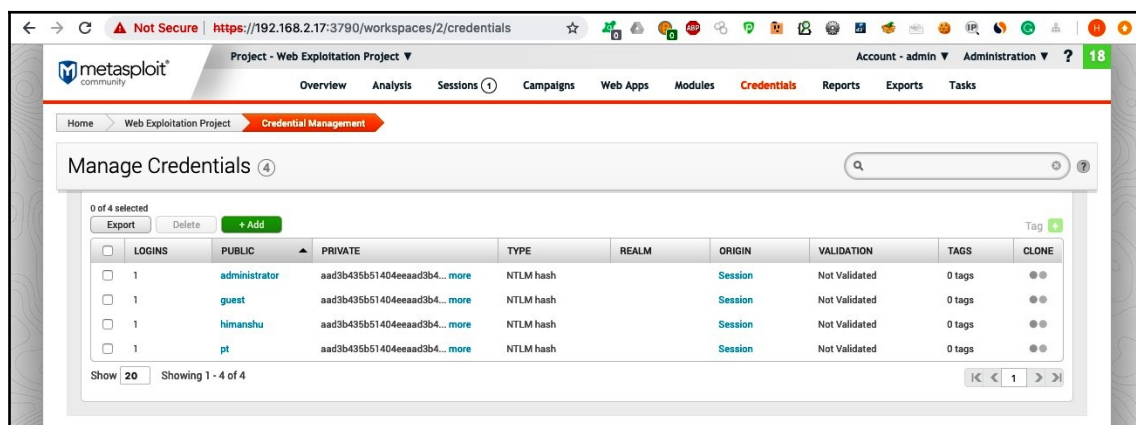 Not Secure | https://192.168.2.17:3790/workspaces/2/credentials
metasploit®
community
Project - Web Exploitation Project ▼
Account - admin ▼ Administration ▼ ? 18
Overview Analysis Sessions 1 Campaigns Web Apps Modules Credentials Reports Exports Tasks
Home Web Exploitation Project Credential Management
Manage Credentials 4
0 of 4 selected
Export Delete + Add Tag +
LOGINS PUBLIC PRIVATE TYPE REALM ORIGIN VALIDATION TAGS CLONE
1 administrator aad3b435b51404eeaad3b4... more NTLM hash Session Not Validated 0 tags
1 guest aad3b435b51404eeaad3b4... more NTLM hash Session Not Validated 0 tags
1 himanshu aad3b435b51404eeaad3b4... more NTLM hash Session Not Validated 0 tags
1 pt aad3b435b51404eeaad3b4... more NTLM hash Session Not Validated 0 tags
Show 20 Showing 1 - 4 of 4 1